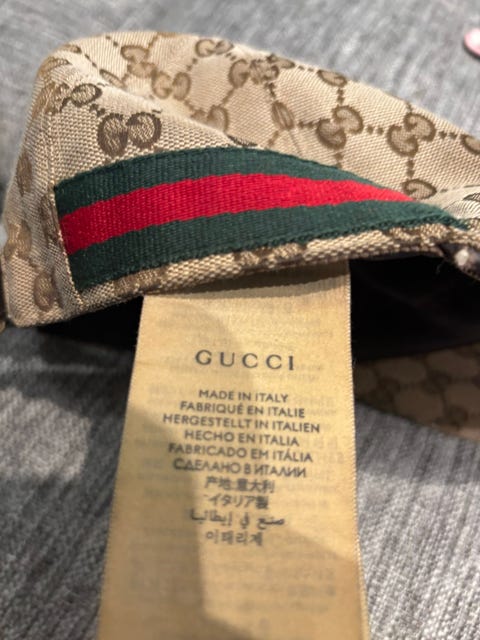 GUCCI
MADE IN ITALY
FABRIQUÉ EN ITALIE
HERGESTELLT IN ITALIEN
HECHO EN ITALIA
FABRICADO EM ITÁLIA
СДЕЛАНО В ИТАЛИИ
产地:意大利
イタリア製
صنع في إيطاليا
이태리제